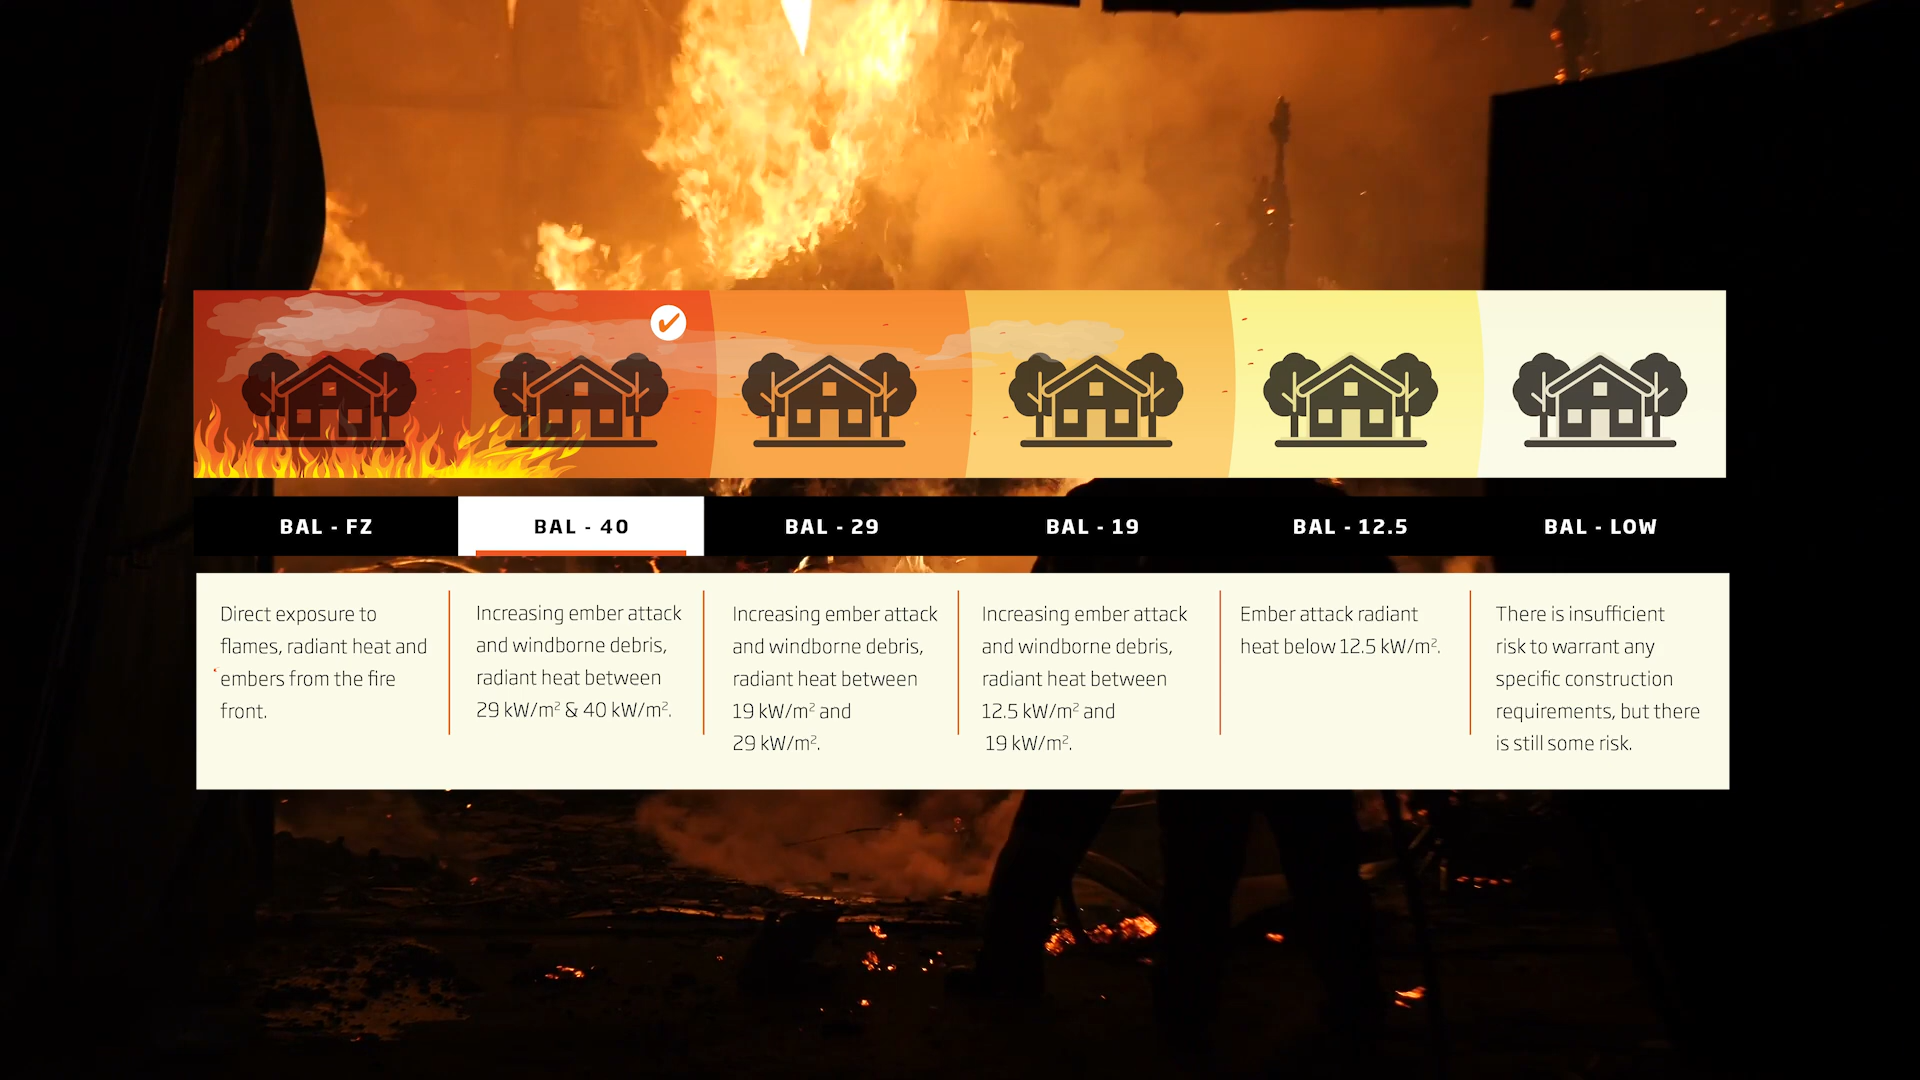 BAL - FZ
BAL - 40
BAL - 29
BAL - 19
BAL - 12.5
BAL - LOW
Direct exposure to
flames, radiant heat and
embers from the fire
front.
Increasing ember attack
and windborne debris,
radiant heat between
29 kW/m² & 40 kW/m².
Increasing ember attack
and windborne debris,
radiant heat between
19 kW/m² and
29 kW/m².
Increasing ember attack
and windborne debris,
radiant heat between
12.5 kW/m² and
19 kW/m².
Ember attack radiant
heat below 12.5 kW/m².
There is insufficient
risk to warrant any
specific construction
requirements, but there
is still some risk.